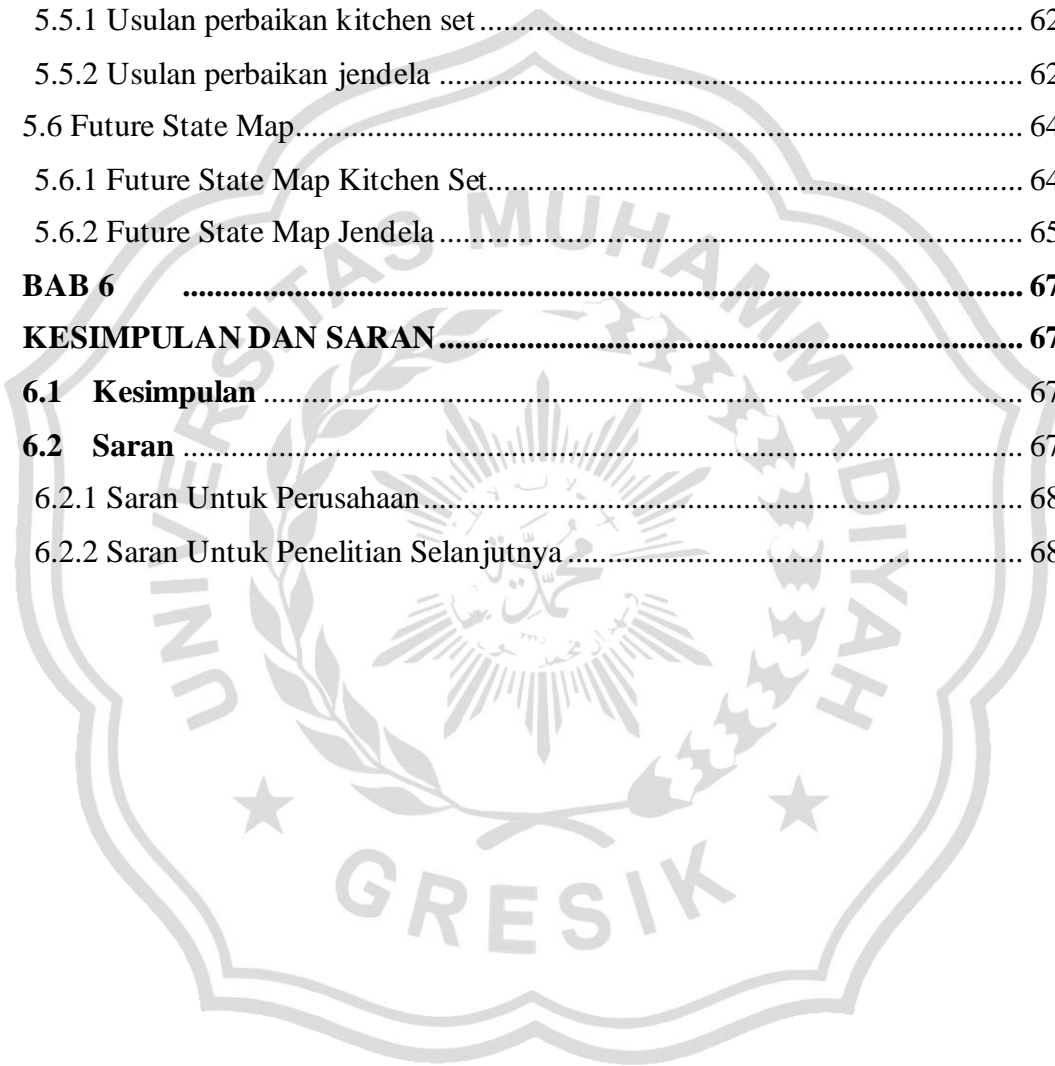 5.5.1 Usulan perbaikan kitchen set ........ 62
5.5.2 Usulan perbaikan jendela ........ 62
5.6 Future State Map ........ 64
5.6.1 Future State Map Kitchen Set ........ 64
5.6.2 Future State Map Jendela ........ 65
BAB 6 ........ 67
KESIMPULAN DAN SARAN ........ 67
6.1 Kesimpulan ........ 67
6.2 Saran ........ 67
6.2.1 Saran Untuk Perusahaan ........ 68
6.2.2 Saran Untuk Penelitian Selanjutnya ........ 68
UNIVERSITAS MUHAMMADIYAH
GRESIK